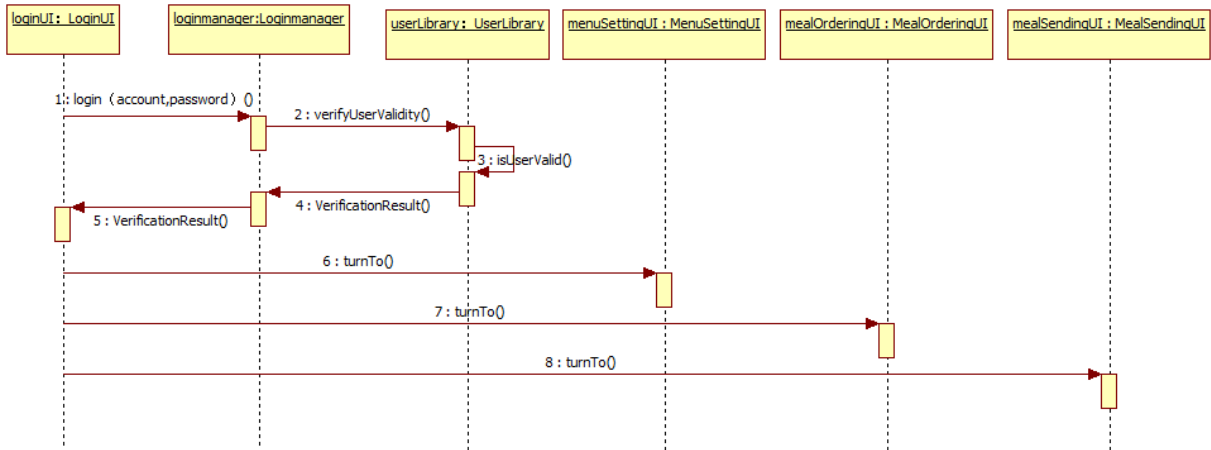 loginUI: LoginUI
loginmanager:Loginmanager
userLibrary: UserLibrary
menuSettingUI : MenuSettingUI
mealOrderingUI : MealOrderingUI
mealSendingUI : MealSendingUI
1 : login（account,password）()
2 : verifyUserValidity()
3 : isUserValid()
4 : VerificationResult()
5 : VerificationResult()
6 : turnTo()
7 : turnTo()
8 : turnTo()